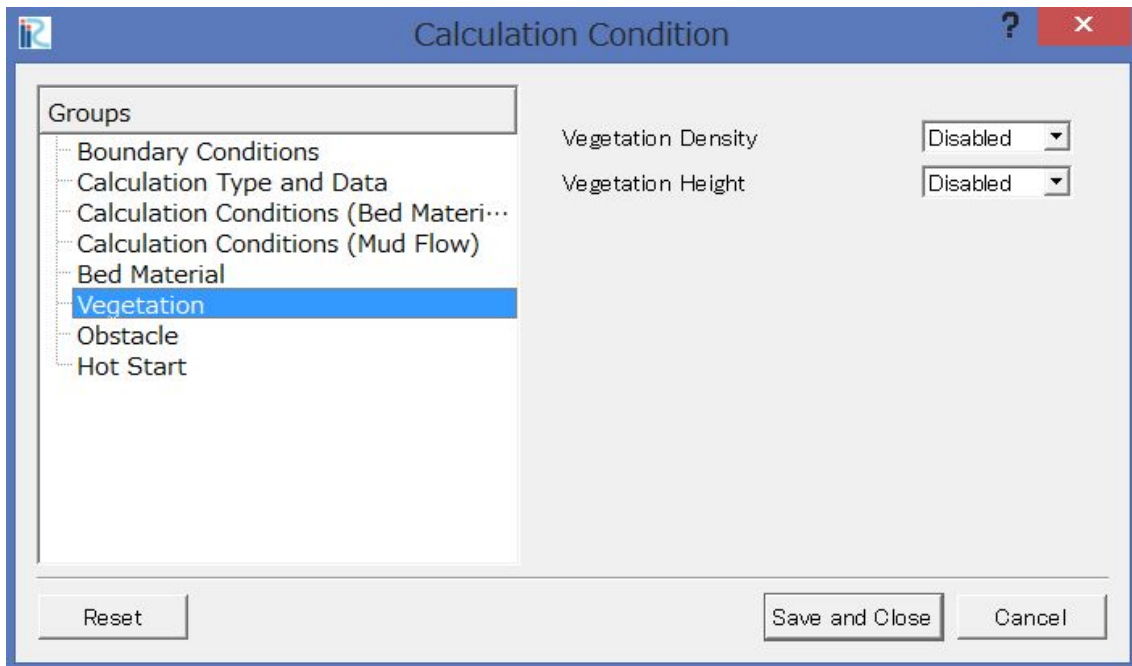 Calculation Condition
?
Groups
Boundary Conditions
Calculation Type and Data
Calculation Conditions (Bed Materi···
Calculation Conditions (Mud Flow)
Bed Material
Vegetation
Obstacle
Hot Start
Vegetation Density Disabled
Vegetation Height Disabled
Reset Save and Close Cancel